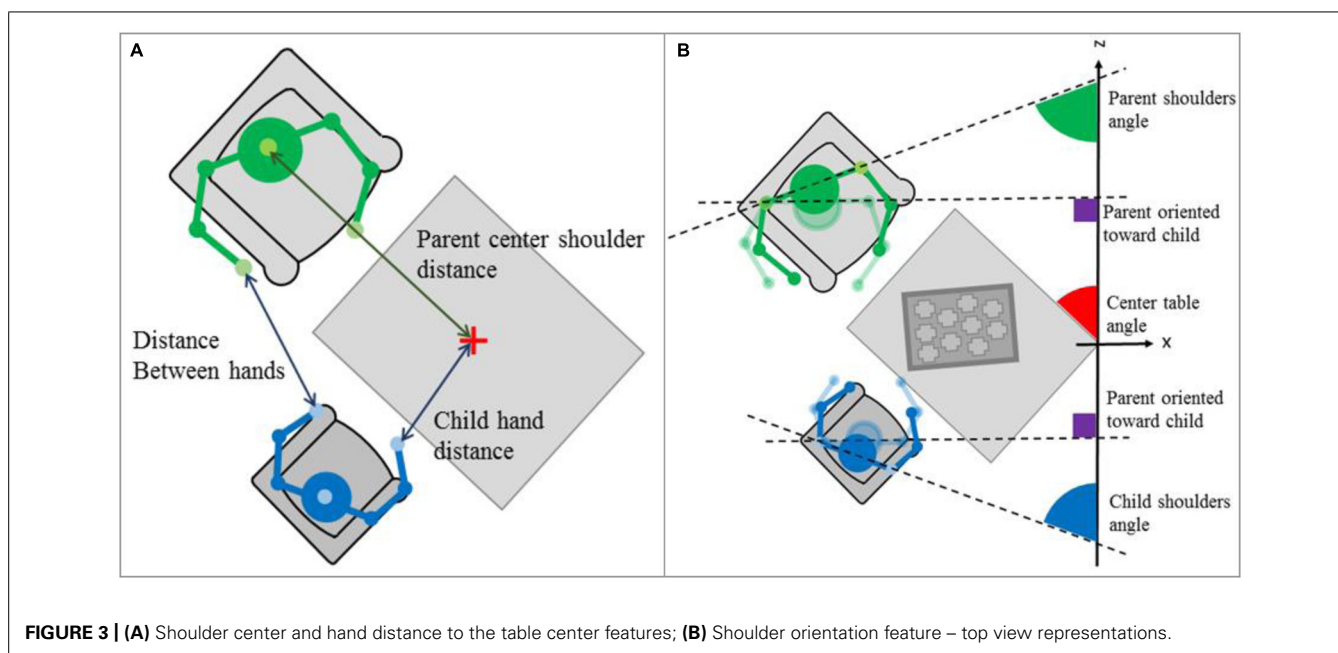 A
Parent center shoulder
distance
Distance
Between hands
Child hand
distance
B
Z
Parent shoulders
angle
Parent oriented
toward child
Center table
angle
X
Parent oriented
toward child
Child shoulders
angle
FIGURE 3 | (A) Shoulder center and hand distance to the table center features; (B) Shoulder orientation feature – top view representations.